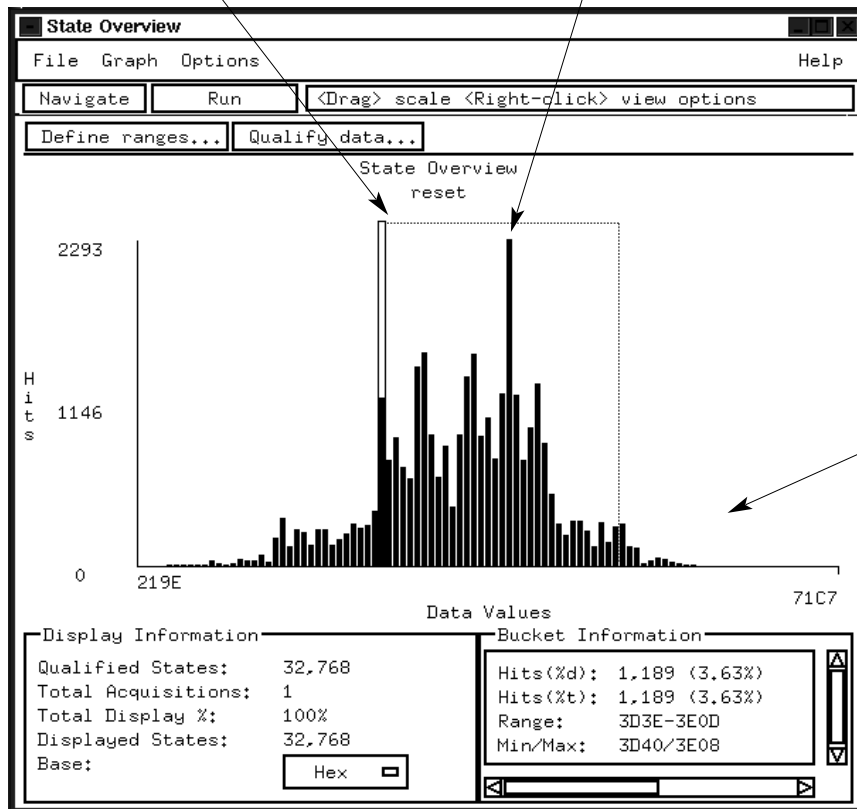 State Overview
File Graph Options Help
Navigate Run <Drag> scale <Right-click> view options
Define ranges... Qualify data...
State Overview
reset
2293
Hits
1146
0
219E 71C7
Data Values
Display Information
Qualified States: 32,768
Total Acquisitions: 1
Total Display %: 100%
Displayed States: 32,768
Base: Hex
Bucket Information
Hits(%d): 1,189 (3.63%)
Hits(%t): 1,189 (3.63%)
Range: 3D3E-3E0D
Min/Max: 3D40/3E08